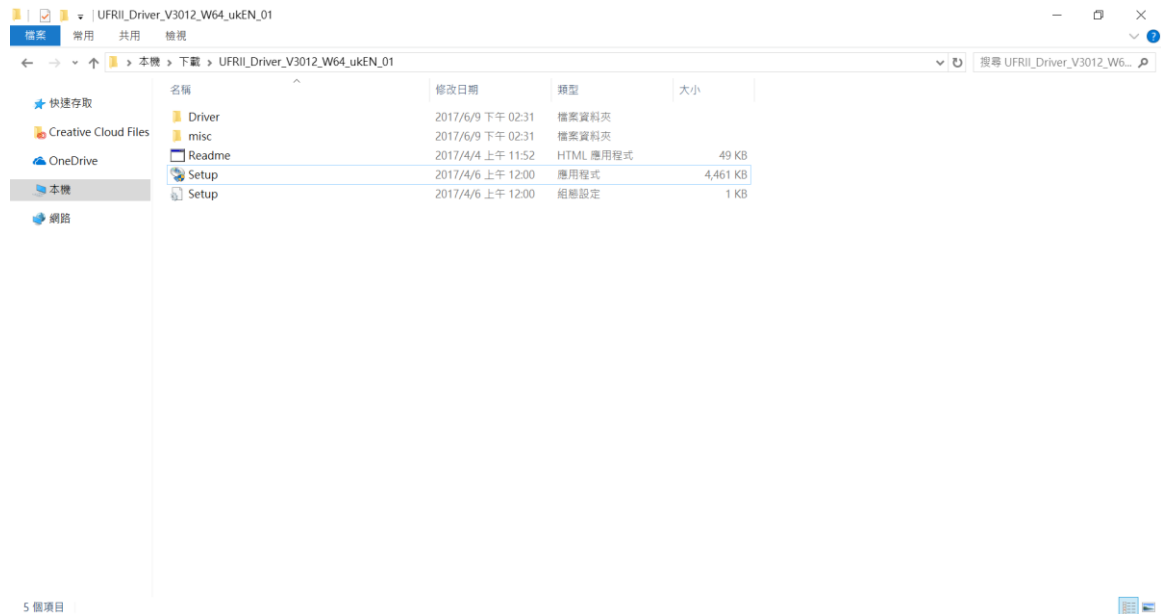 UFRII_Driver_V3012_W64_ukEN_01
檔案 常用 共用 檢視
本機 下載 UFRII_Driver_V3012_W64_ukEN_01 搜尋 UFRII_Driver_V3012_W6...
名稱 修改日期 類型 大小
快速存取
Creative Cloud Files
OneDrive
本機
網路
Driver 2017/6/9 下午 02:31 檔案資料夾
misc 2017/6/9 下午 02:31 檔案資料夾
Readme 2017/4/4 上午 11:52 HTML 應用程式 49 KB
Setup 2017/4/6 上午 12:00 應用程式 4,461 KB
Setup 2017/4/6 上午 12:00 組態設定 1 KB
5 個項目